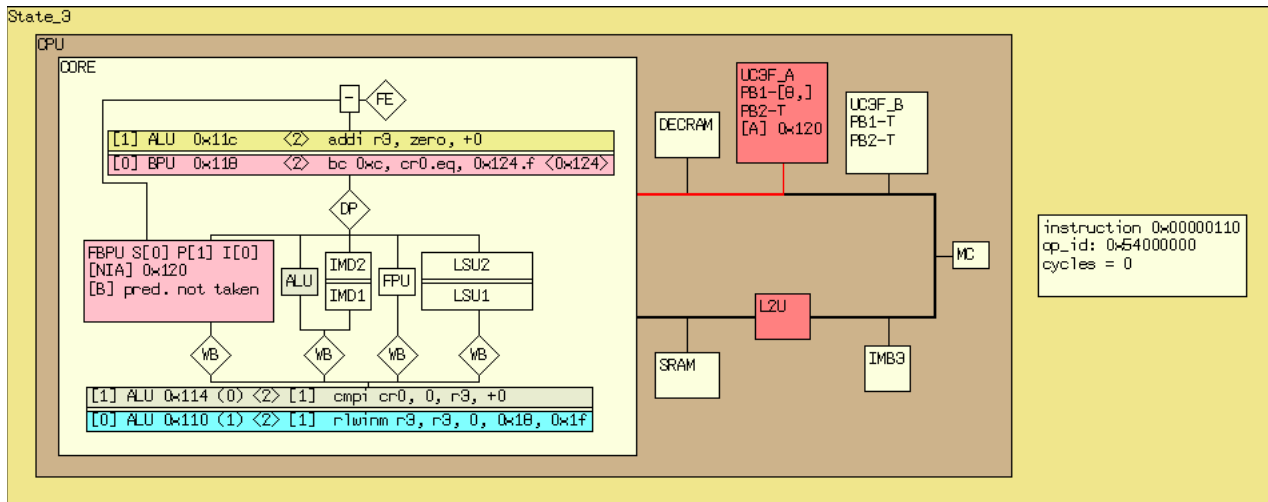 State_3
CPU
CORE
FE
[1] ALU 0x11c <2> addi r3, zero, +0
[0] BPU 0x118 <2> bc 0xc, cr0.eq, 0x124.f <0x124>
DP
FBPU S[0] P[1] I[0]
[NIA] 0x120
[B] pred. not taken
ALU
IMD2
IMD1
FPU
LSU2
LSU1
WB
WB
WB
WB
[1] ALU 0x114 (0) <2> [1] cmpi cr0, 0, r3, +0
[0] ALU 0x110 (1) <2> [1] rlwinm r3, r3, 0, 0x18, 0x1f
DECRAM
UC3F_A
PB1-[0,]
PB2-T
[A] 0x120
UC3F_B
PB1-T
PB2-T
MC
L2U
SRAM
IMB3
instruction 0x00000110
op_id: 0x54000000
cycles = 0